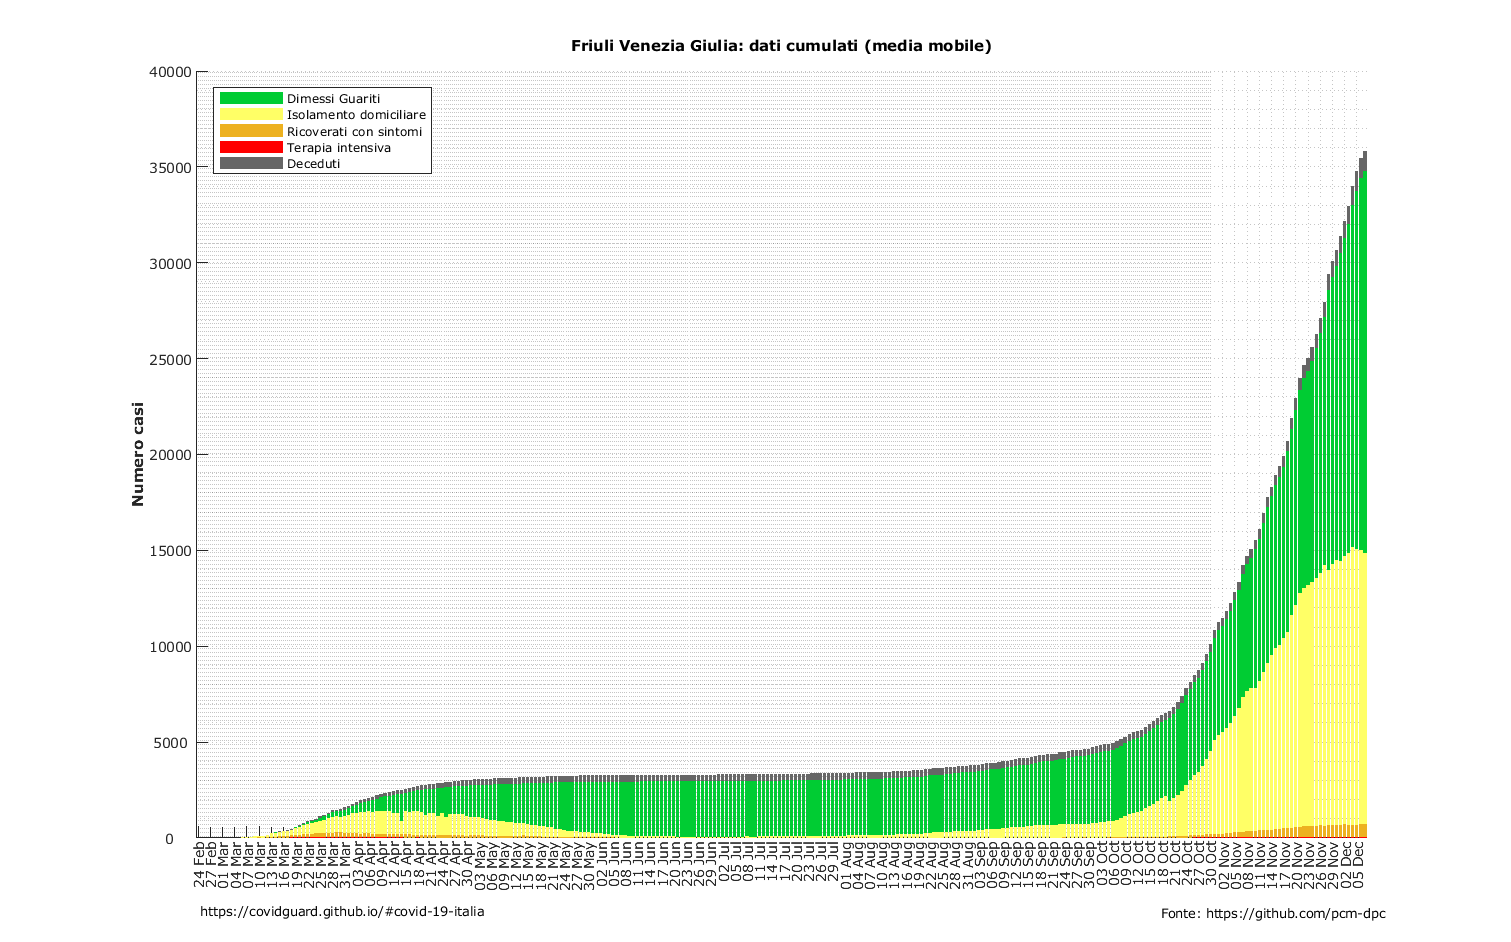 Friuli Venezia Giulia: dati cumulati (media mobile)
Numero casi
40000
35000
30000
25000
20000
15000
10000
5000
0
Dimessi Guariti
Isolamento domiciliare
Ricoverati con sintomi
Terapia intensiva
Deceduti
24 Feb
27 Feb
01 Mar
04 Mar
07 Mar
10 Mar
13 Mar
16 Mar
19 Mar
22 Mar
25 Mar
28 Mar
31 Mar
03 Apr
06 Apr
09 Apr
12 Apr
15 Apr
18 Apr
21 Apr
24 Apr
27 Apr
30 Apr
03 May
06 May
09 May
12 May
15 May
18 May
21 May
24 May
27 May
30 May
02 Jun
05 Jun
08 Jun
11 Jun
14 Jun
17 Jun
20 Jun
23 Jun
26 Jun
29 Jun
02 Jul
05 Jul
08 Jul
11 Jul
14 Jul
17 Jul
20 Jul
23 Jul
26 Jul
29 Jul
01 Aug
04 Aug
07 Aug
10 Aug
13 Aug
16 Aug
19 Aug
22 Aug
25 Aug
28 Aug
31 Aug
03 Sep
06 Sep
09 Sep
12 Sep
15 Sep
18 Sep
21 Sep
24 Sep
27 Sep
30 Sep
03 Oct
06 Oct
09 Oct
12 Oct
15 Oct
18 Oct
21 Oct
24 Oct
27 Oct
30 Oct
02 Nov
05 Nov
08 Nov
11 Nov
14 Nov
17 Nov
20 Nov
23 Nov
26 Nov
29 Nov
02 Dec
05 Dec
https://covidguard.github.io/#covid-19-italia
Fonte: https://github.com/pcm-dpc